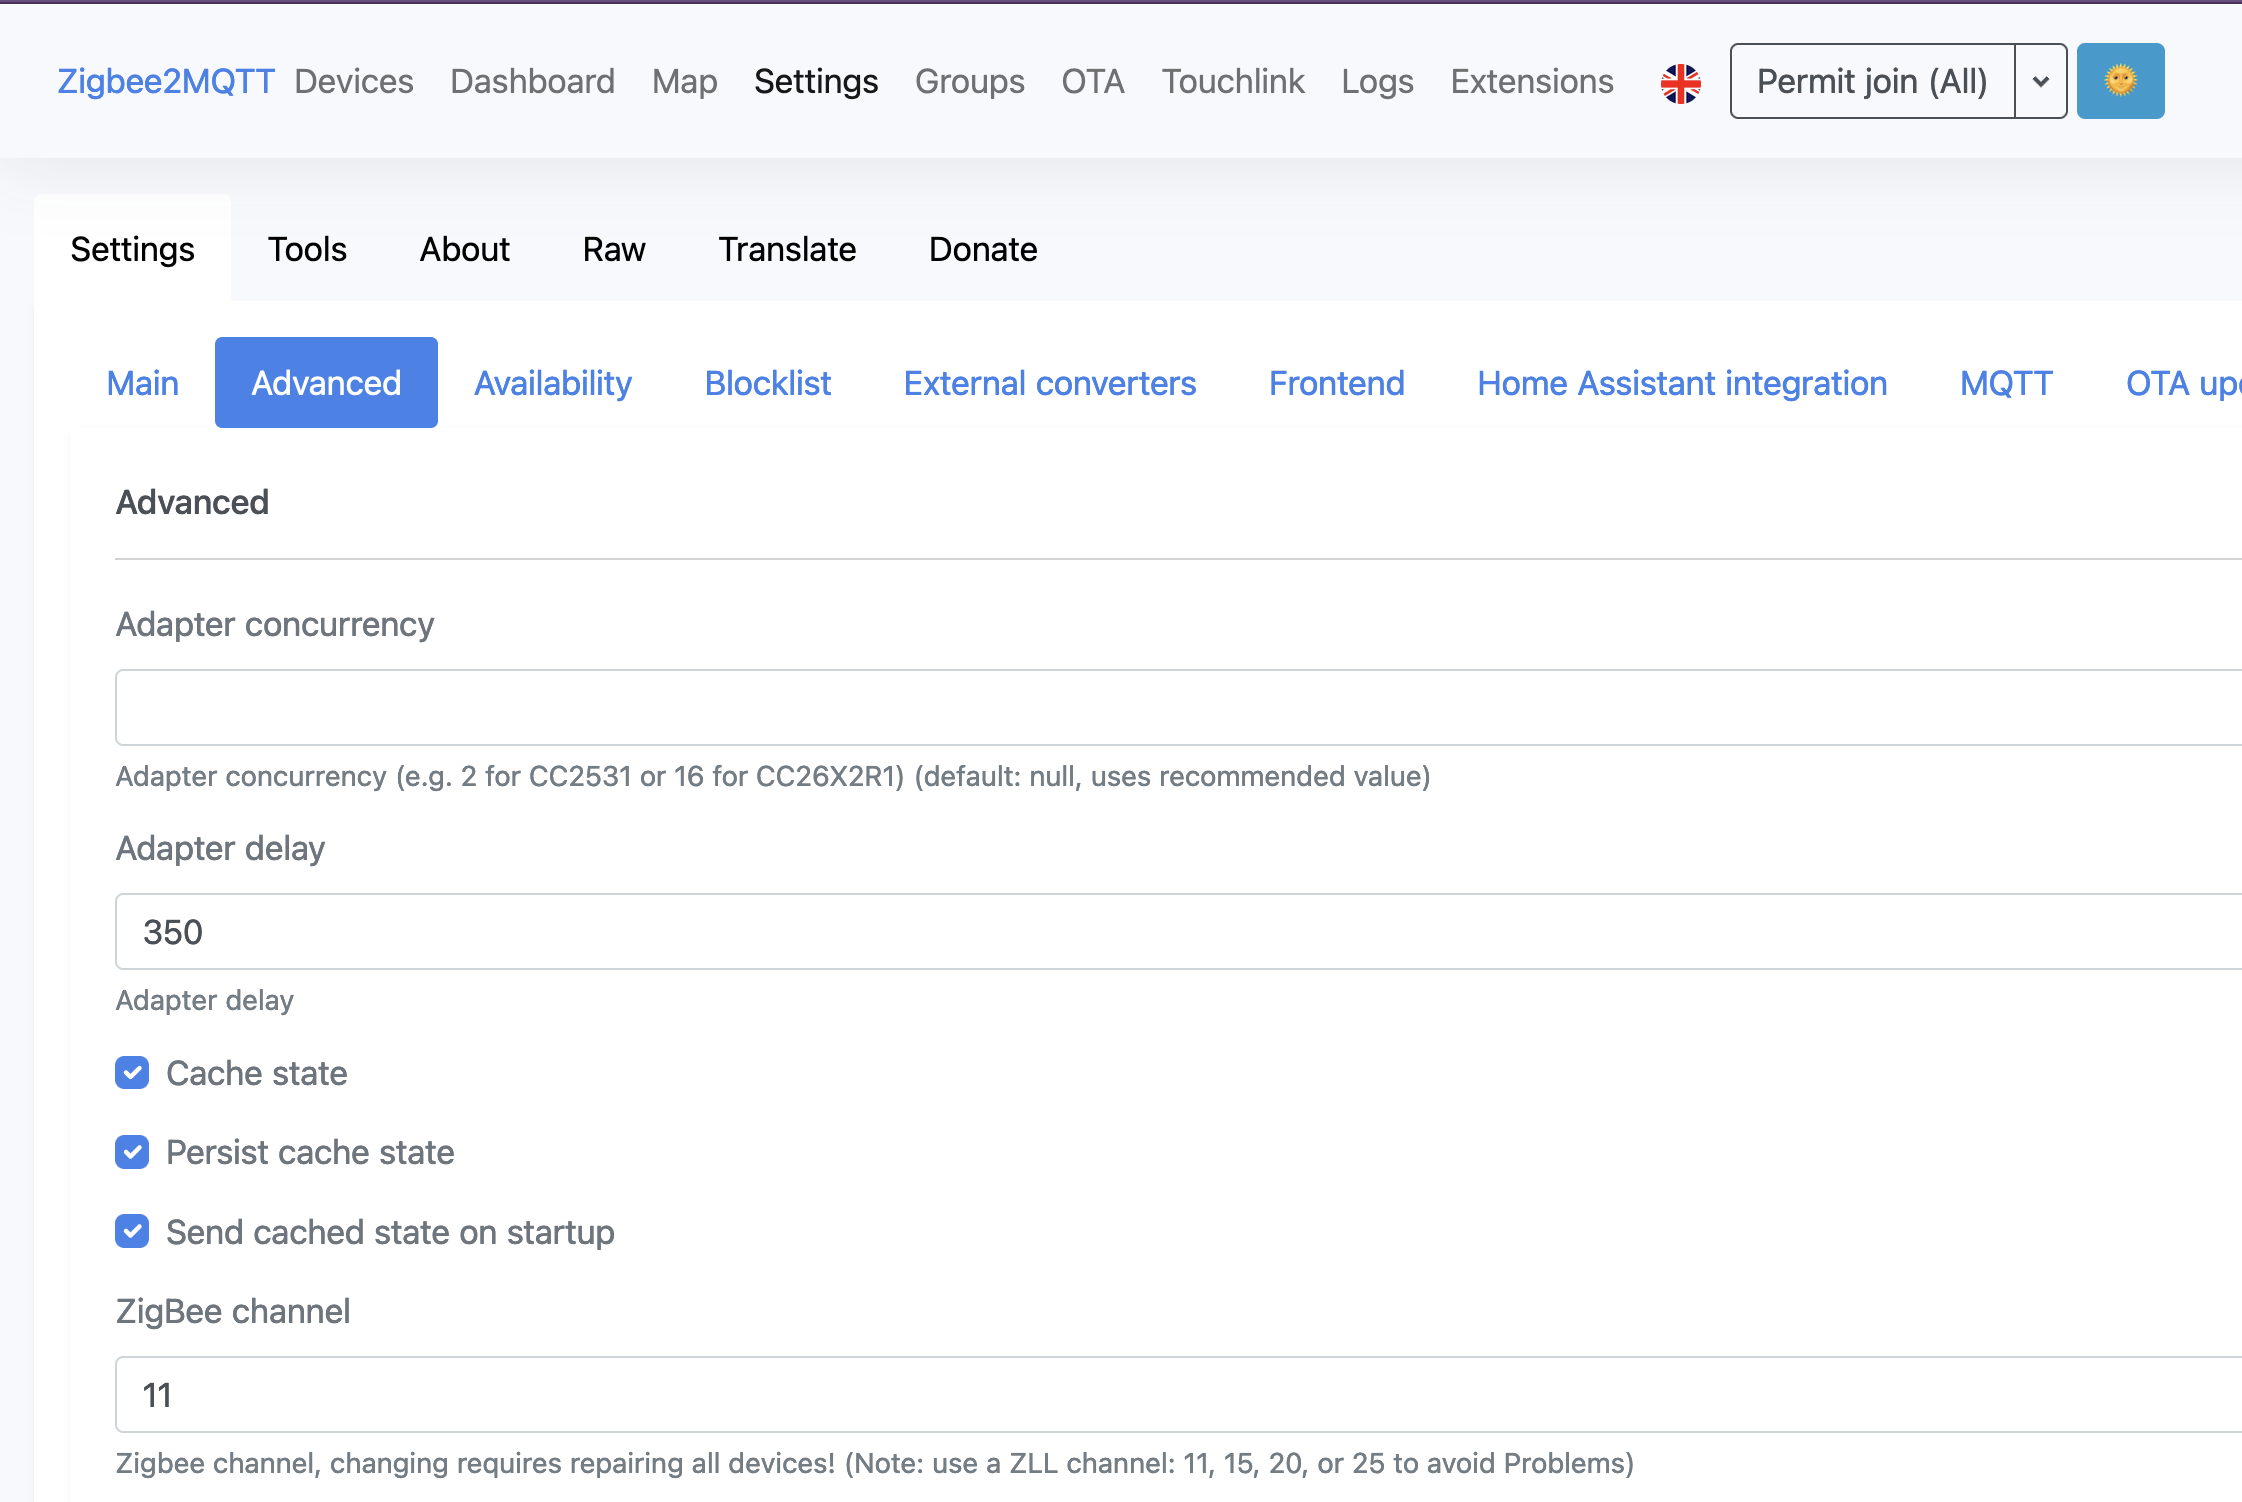 Zigbee2MQTT Devices Dashboard Map Settings Groups OTA Touchlink Logs Extensions Permit join (All)
Settings Tools About Raw Translate Donate
Main Advanced Availability Blocklist External converters Frontend Home Assistant integration MQTT OTA
Advanced
Adapter concurrency
Adapter concurrency (e.g. 2 for CC2531 or 16 for CC26X2R1) (default: null, uses recommended value)
Adapter delay
350
Adapter delay
Cache state
Persist cache state
Send cached state on startup
ZigBee channel
11
Zigbee channel, changing requires repairing all devices! (Note: use a ZLL channel: 11, 15, 20, or 25 to avoid Problems)